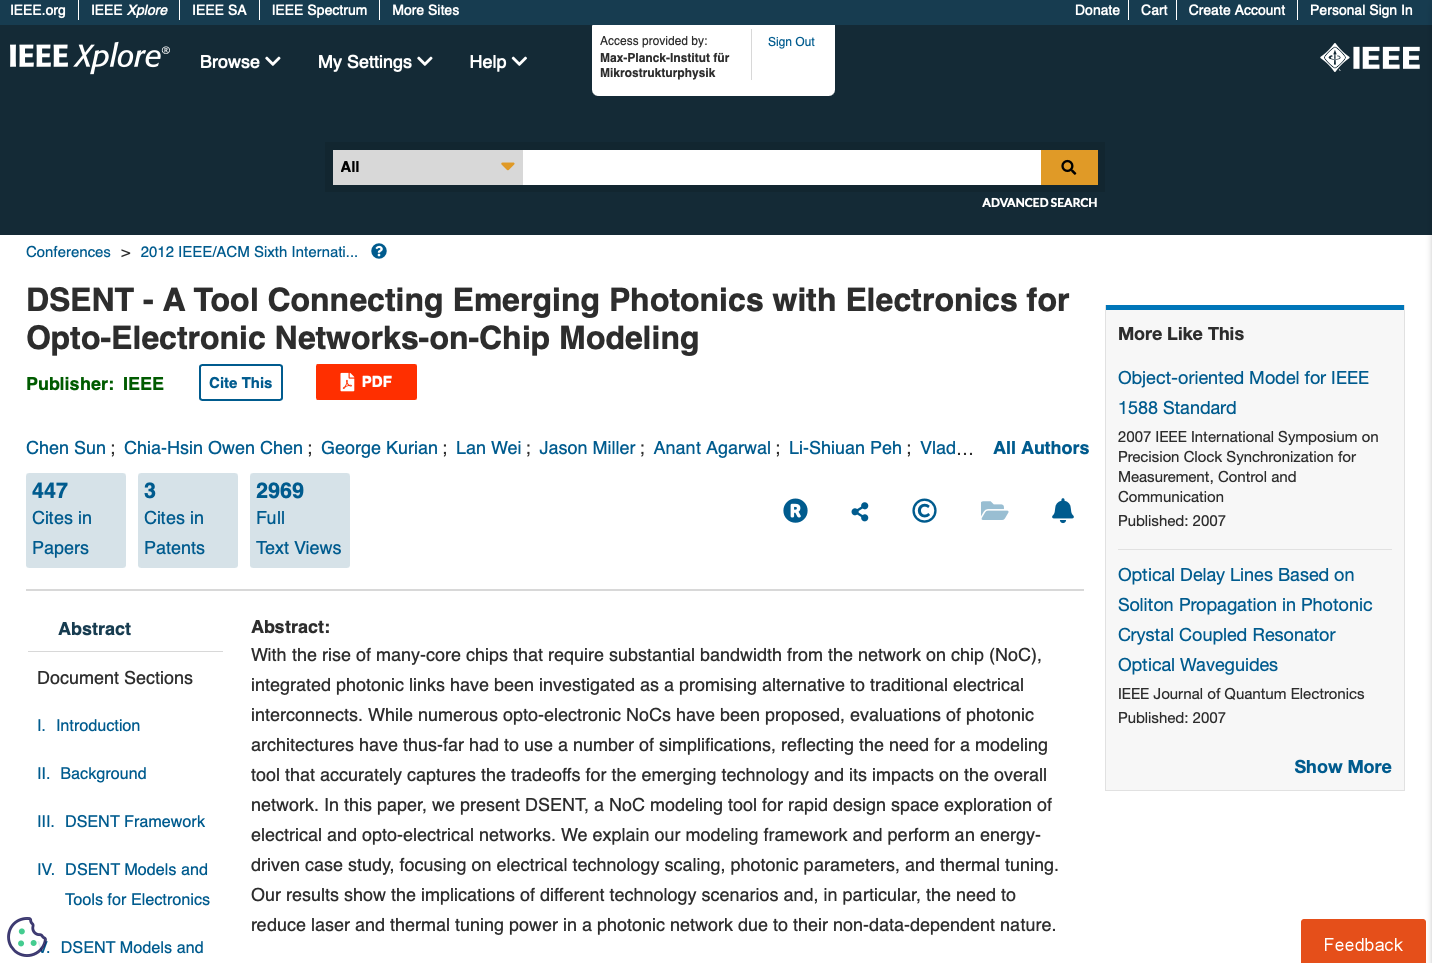 IEEE.org IEEE Xplore IEEE SA IEEE Spectrum More Sites Donate Cart Create Account Personal Sign In
IEEE Xplore® Browse My Settings Help
Access provided by:
Max-Planck-Institut für
Mikrostrukturphysik
Sign Out
IEEE
All
ADVANCED SEARCH
Conferences > 2012 IEEE/ACM Sixth Internati... ?
DSENT - A Tool Connecting Emerging Photonics with Electronics for
Opto-Electronic Networks-on-Chip Modeling
Publisher: IEEE Cite This PDF
Chen Sun ; Chia-Hsin Owen Chen ; George Kurian ; Lan Wei ; Jason Miller ; Anant Agarwal ; Li-Shiuan Peh ; Vlad... All Authors
447
Cites in
Papers
3
Cites in
Patents
2969
Full
Text Views
R ©
Abstract
Document Sections
I. Introduction
II. Background
III. DSENT Framework
IV. DSENT Models and
Tools for Electronics
V. DSENT Models and
Abstract:
With the rise of many-core chips that require substantial bandwidth from the network on chip (NoC),
integrated photonic links have been investigated as a promising alternative to traditional electrical
interconnects. While numerous opto-electronic NoCs have been proposed, evaluations of photonic
architectures have thus-far had to use a number of simplifications, reflecting the need for a modeling
tool that accurately captures the tradeoffs for the emerging technology and its impacts on the overall
network. In this paper, we present DSENT, a NoC modeling tool for rapid design space exploration of
electrical and opto-electrical networks. We explain our modeling framework and perform an energy-
driven case study, focusing on electrical technology scaling, photonic parameters, and thermal tuning.
Our results show the implications of different technology scenarios and, in particular, the need to
reduce laser and thermal tuning power in a photonic network due to their non-data-dependent nature.
More Like This
Object-oriented Model for IEEE
1588 Standard
2007 IEEE International Symposium on
Precision Clock Synchronization for
Measurement, Control and
Communication
Published: 2007
Optical Delay Lines Based on
Soliton Propagation in Photonic
Crystal Coupled Resonator
Optical Waveguides
IEEE Journal of Quantum Electronics
Published: 2007
Show More
Feedback